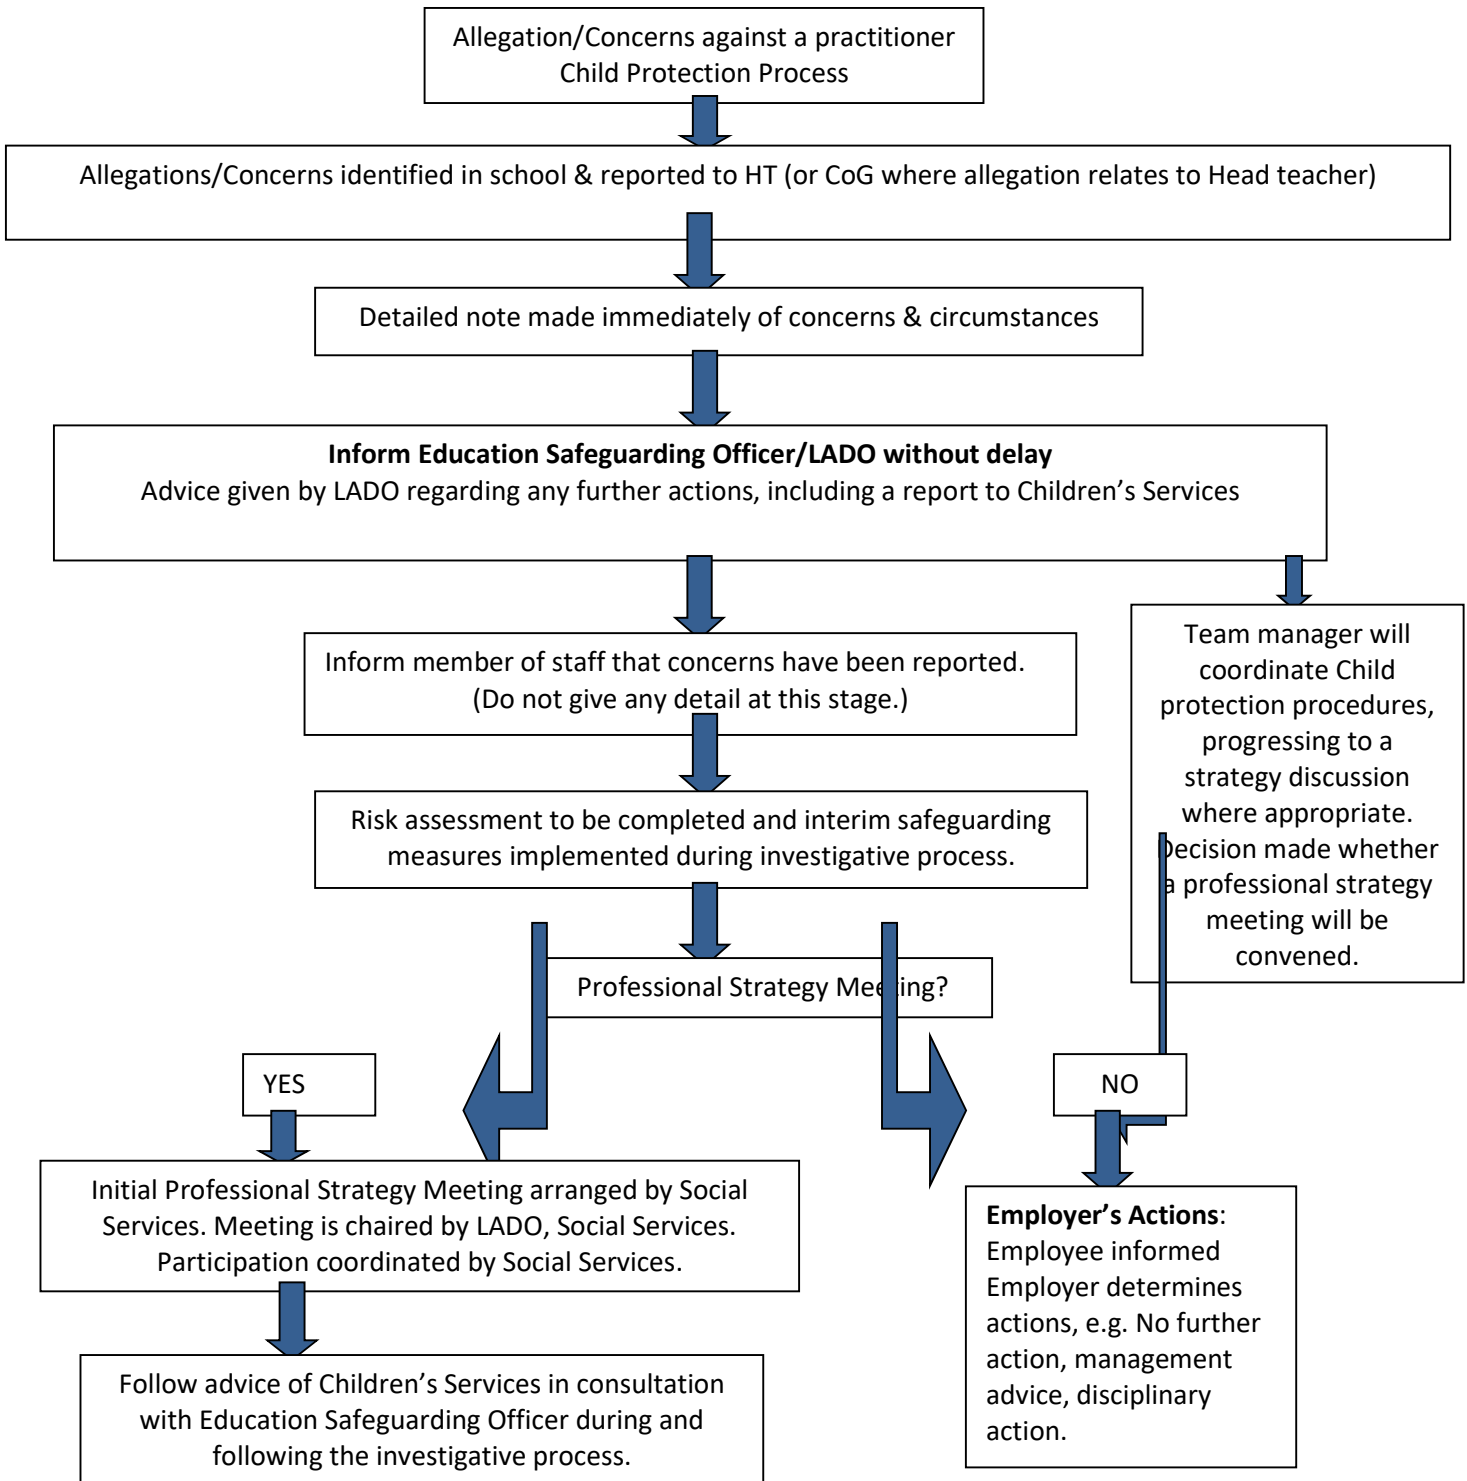 Allegation/Concerns against a practitioner
Child Protection Process
Allegations/Concerns identified in school & reported to HT (or CoG where allegation relates to Head teacher)
Detailed note made immediately of concerns & circumstances
Inform Education Safeguarding Officer/LADO without delay
Advice given by LADO regarding any further actions, including a report to Children’s Services
Inform member of staff that concerns have been reported.
(Do not give any detail at this stage.)
Team manager will
coordinate Child
protection procedures,
progressing to a
strategy discussion
where appropriate.
Decision made whether
a professional strategy
meeting will be
convened.
Risk assessment to be completed and interim safeguarding
measures implemented during investigative process.
Professional Strategy Meeting?
YES
NO
Initial Professional Strategy Meeting arranged by Social
Services. Meeting is chaired by LADO, Social Services.
Participation coordinated by Social Services.
Employer’s Actions:
Employee informed
Employer determines
actions, e.g. No further
action, management
advice, disciplinary
action.
Follow advice of Children’s Services in consultation
with Education Safeguarding Officer during and
following the investigative process.